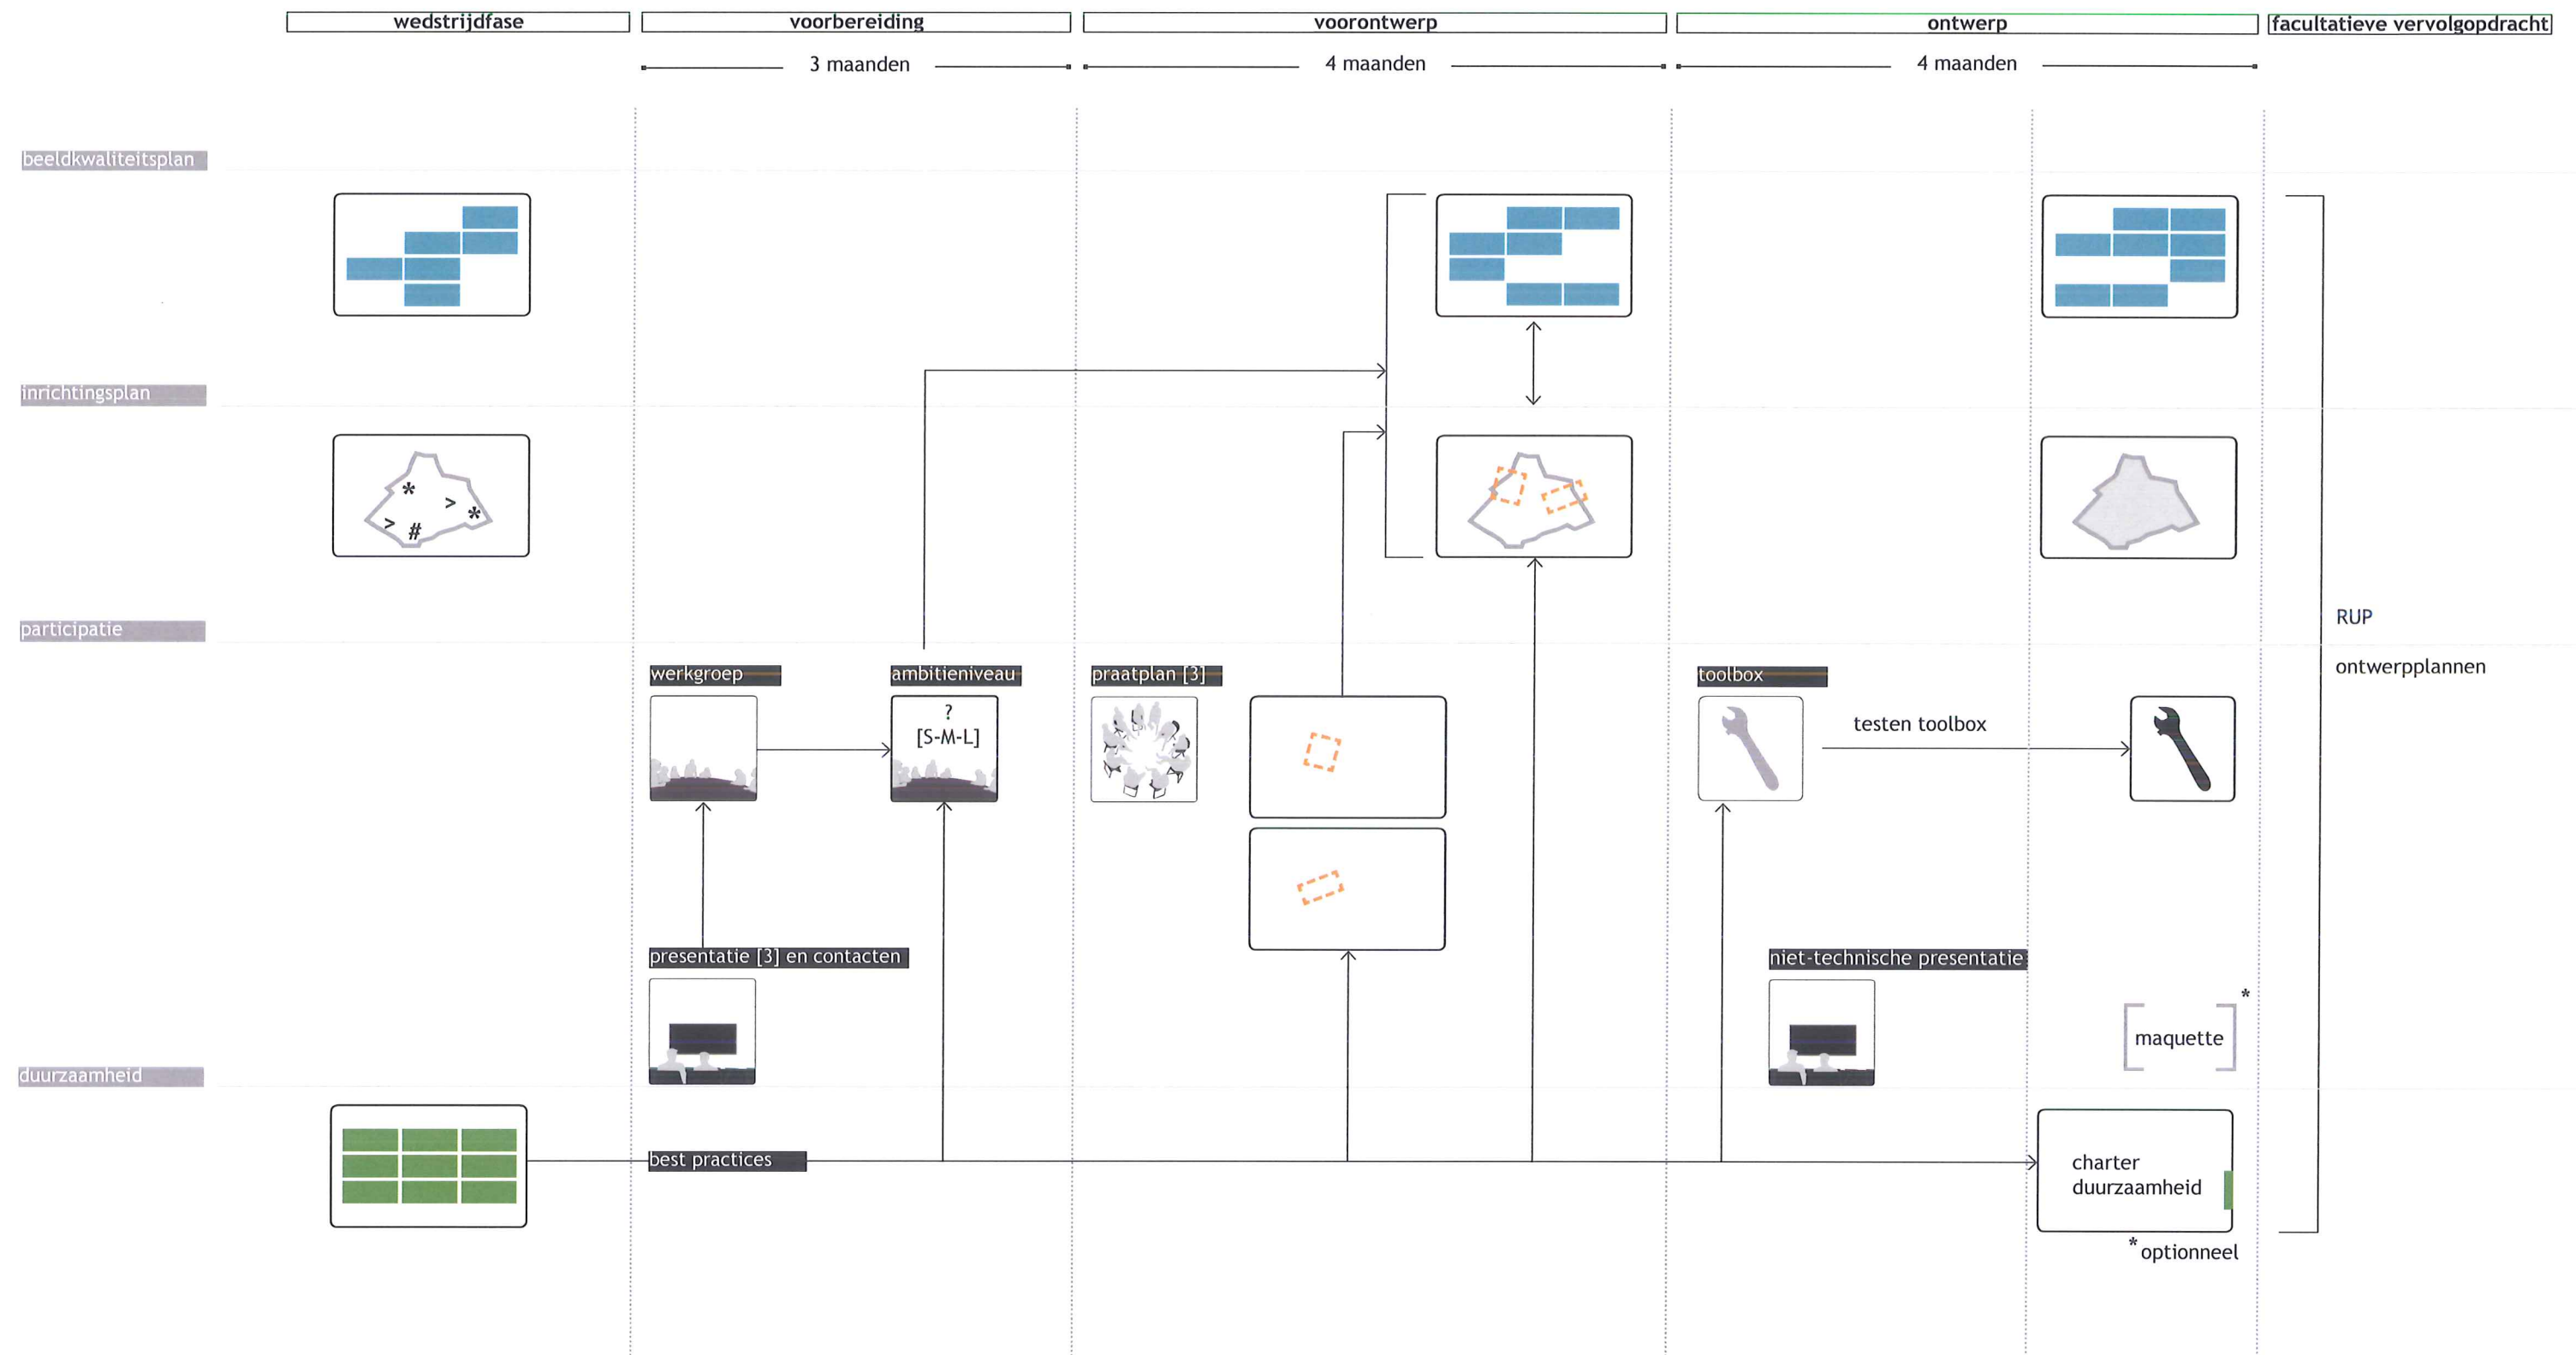 wedstrijdfase
voorbereiding
voorontwerp
ontwerp
facultatieve vervolgopdracht
3 maanden
4 maanden
4 maanden
beeldkwaliteitsplan
inrichtingsplan
* > * > #
participatie
RUP
ontwerpplannen
werkgroep
ambitieniveau
praatplan [3]
toolbox
?
[S-M-L]
testen toolbox
presentatie [3] en contacten
niet-technische presentatie
*
maquette
duurzaamheid
best practices
charter
duurzaamheid
*optionneel